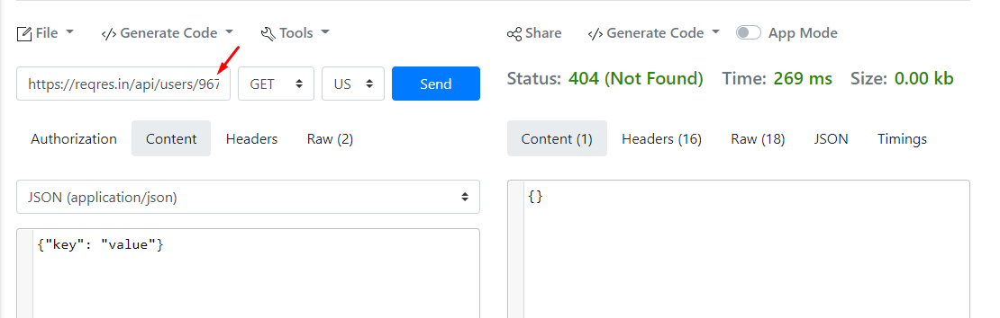 File Generate Code Tools
Share Generate Code App Mode
https://reqres.in/api/users/967 GET US Send
Status: 404 (Not Found) Time: 269 ms Size: 0.00 kb
Authorization Content Headers Raw (2)
Content (1) Headers (16) Raw (18) JSON Timings
JSON (application/json)
{}
{"key": "value"}